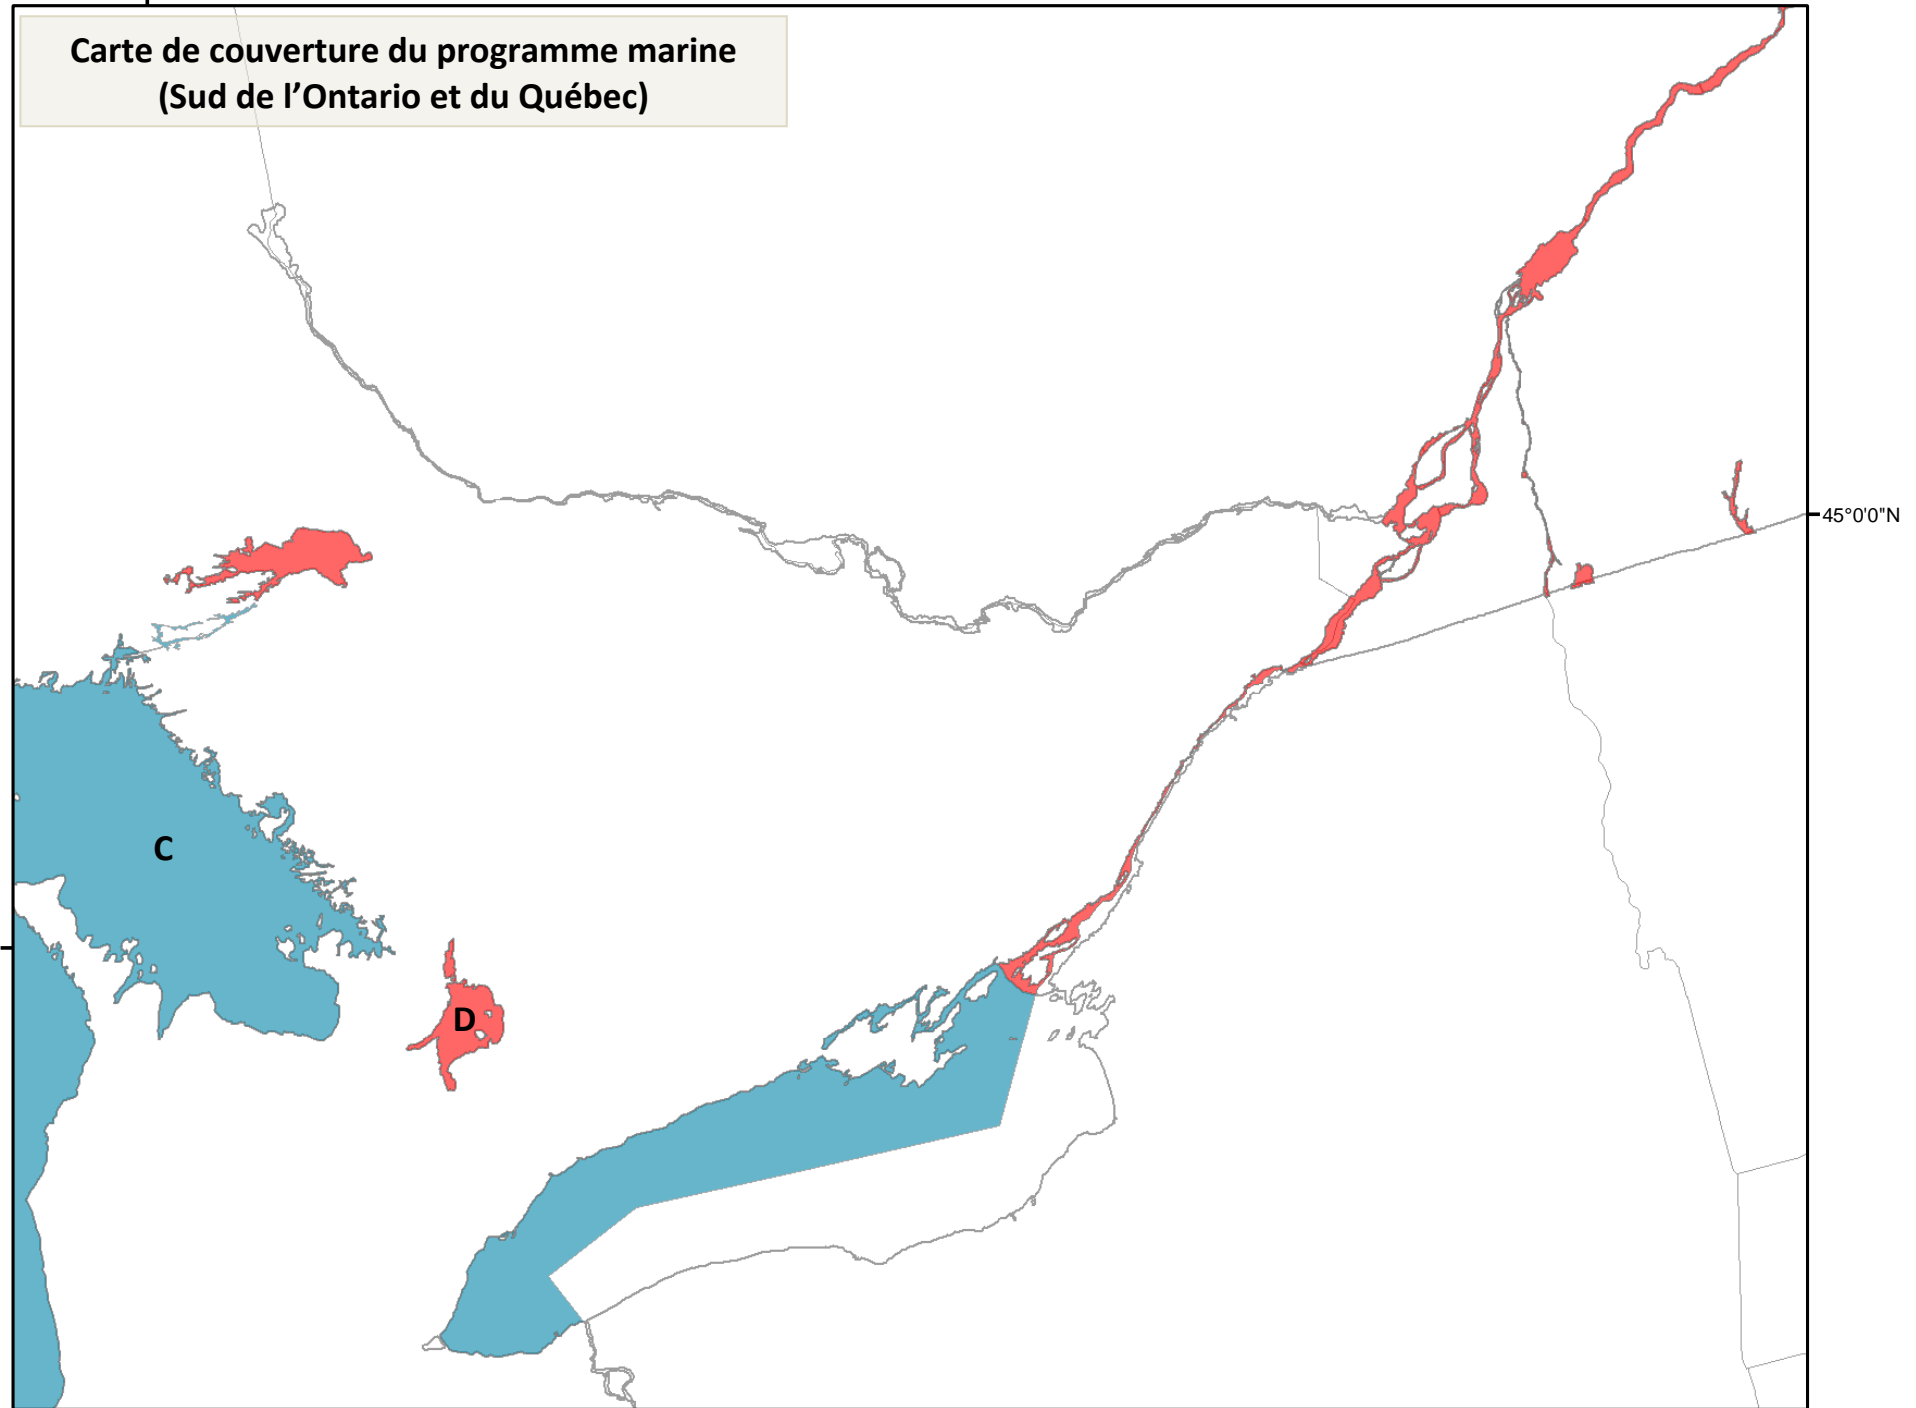 Carte de couverture du programme marine
(Sud de l’Ontario et du Québec)
45°0'0"N
C
D